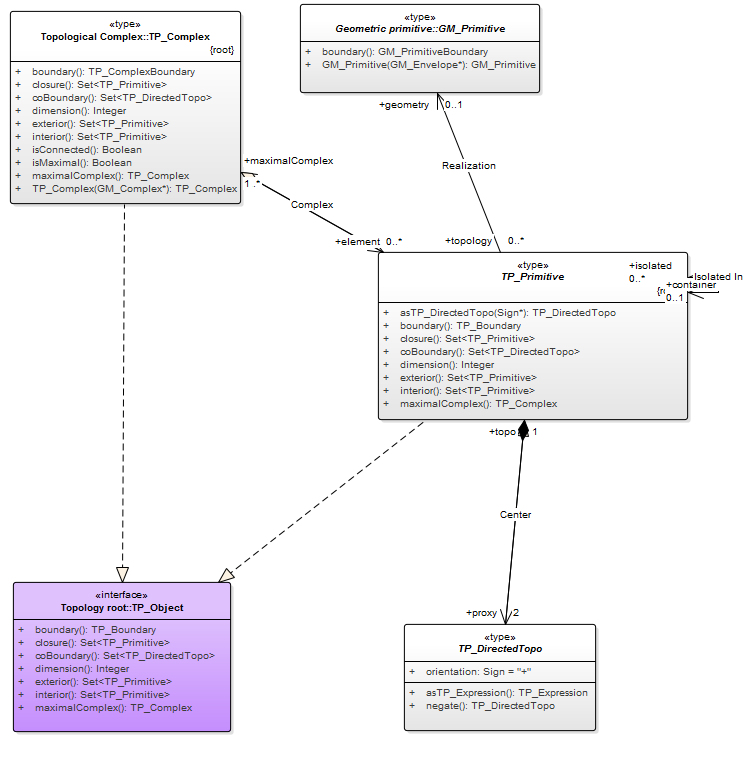 «type»
Topological Complex::TP_Complex
{root}
+ boundary(): TP_ComplexBoundary
+ closure(): Set<TP_Primitive>
+ coBoundary(): Set<TP_DirectedTopo>
+ dimension(): Integer
+ exterior(): Set<TP_Primitive>
+ interior(): Set<TP_Primitive>
+ isConnected(): Boolean
+ isMaximal(): Boolean
+ maximalComplex(): TP_Complex
+ TP_Complex(GM_Complex*): TP_Complex
«type»
Geometric primitive::GM_Primitive
+ boundary(): GM_PrimitiveBoundary
+ GM_Primitive(GM_Envelope*): GM_Primitive
+geometry 0..1
Realization
+maximalComplex
1..*
Complex
+element 0..*
+topology 0..*
«type»
TP_Primitive
+isolated
0..*
Isolated In
+container
0..1
+ asTP_DirectedTopo(Sign*): TP_DirectedTopo
+ boundary(): TP_Boundary
+ closure(): Set<TP_Primitive>
+ coBoundary(): Set<TP_DirectedTopo>
+ dimension(): Integer
+ exterior(): Set<TP_Primitive>
+ interior(): Set<TP_Primitive>
+ maximalComplex(): TP_Complex
+topo 1
Center
+proxy 2
«interface»
Topology root::TP_Object
+ boundary(): TP_Boundary
+ closure(): Set<TP_Primitive>
+ coBoundary(): Set<TP_DirectedTopo>
+ dimension(): Integer
+ exterior(): Set<TP_Primitive>
+ interior(): Set<TP_Primitive>
+ maximalComplex(): TP_Complex
«type»
TP_DirectedTopo
+ orientation: Sign = "+"
+ asTP_Expression(): TP_Expression
+ negate(): TP_DirectedTopo